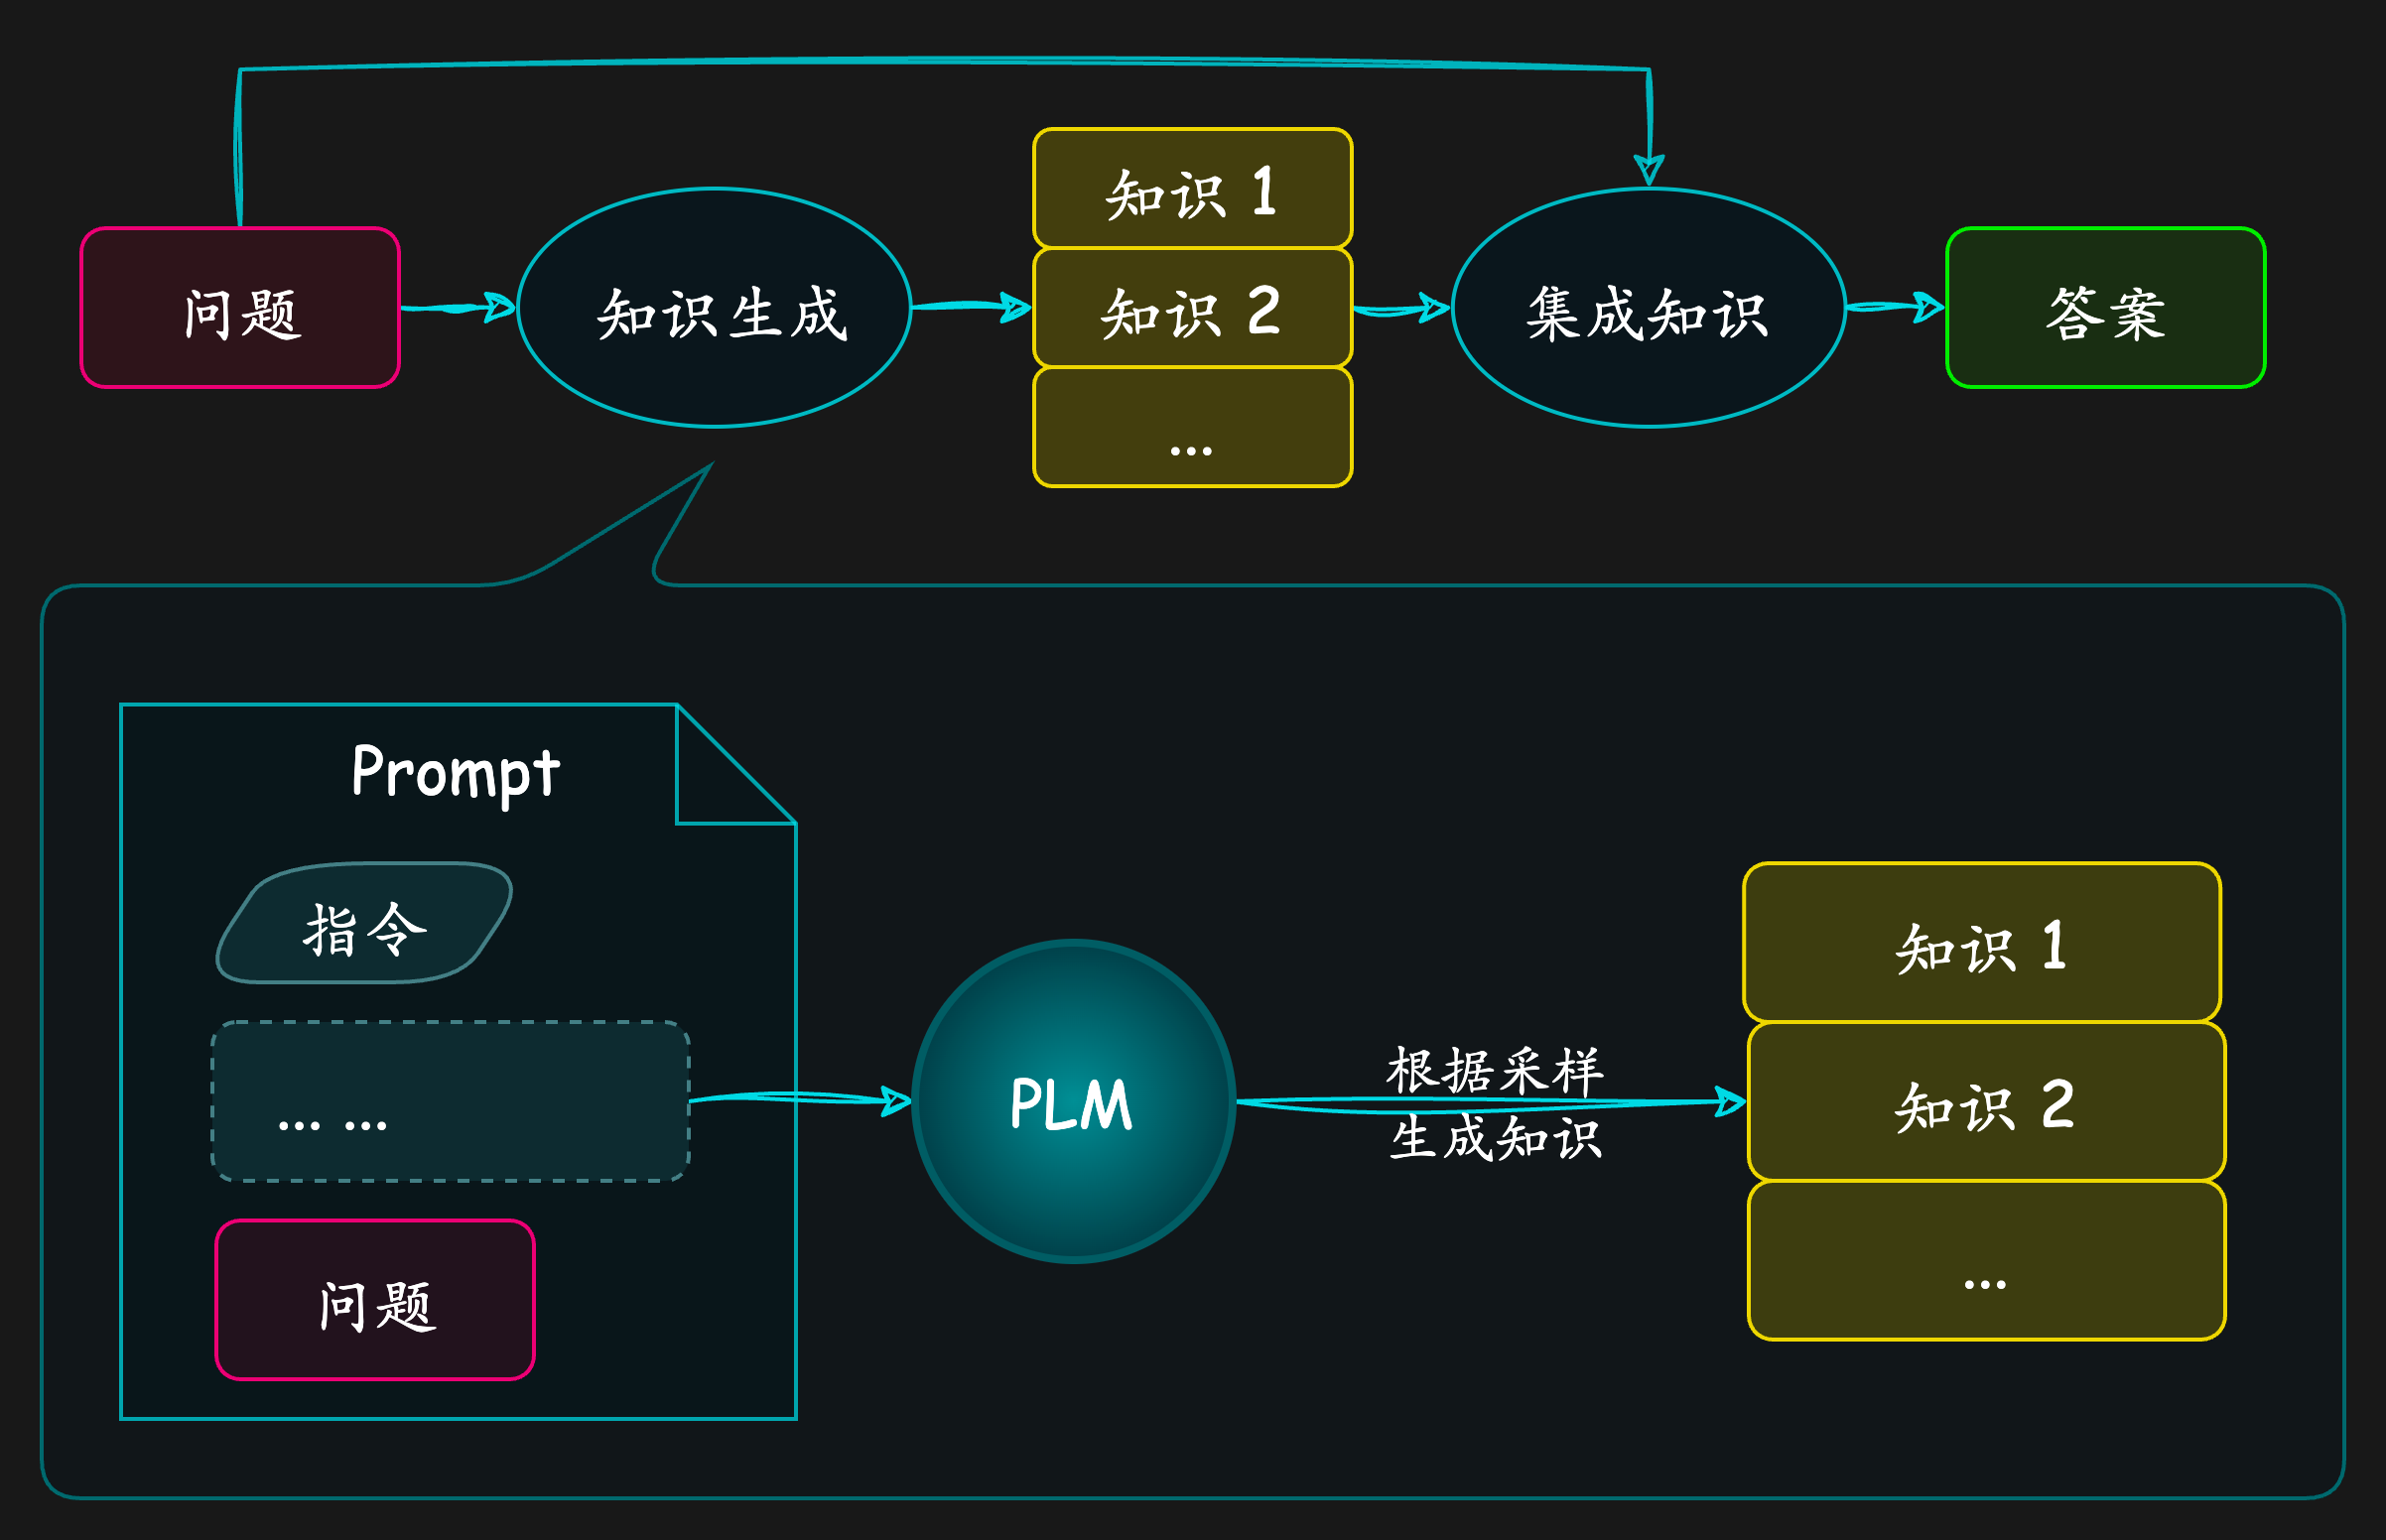 问题
知识生成
知识 1
知识 2
...
集成知识
答案
Prompt
指令
... ...
问题
PLM
根据采样
生成知识
知识 1
知识 2
...